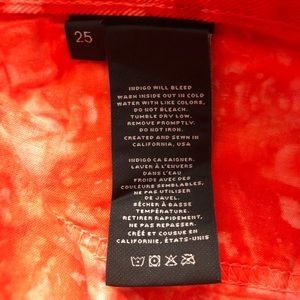 25
INDIGO WILL BLEED
WASH INSIDE OUT IN COLD
WATER WITH LIKE COLORS,
DO NOT BLEACH.
TUMBLE DRY LOW.
REMOVE PROMPTLY.
DO NOT IRON.
CREATED AND SEWN IN
CALIFORNIA, USA
INDIGO CA SAIGNER.
LAVER À L'ENVERS
DANS L'EAU
FROIDE AVEC DES
COULEURS SEMBLABLES,
NE PAS UTILISER
DE JAVEL.
SÉCHER À BASSE
TEMPÉRATURE.
RETIRER RAPIDEMENT,
NE PAS REPASSER.
CRÉÉ ET COUSUE EN
CALIFORNIE, ÉTATS-UNIS